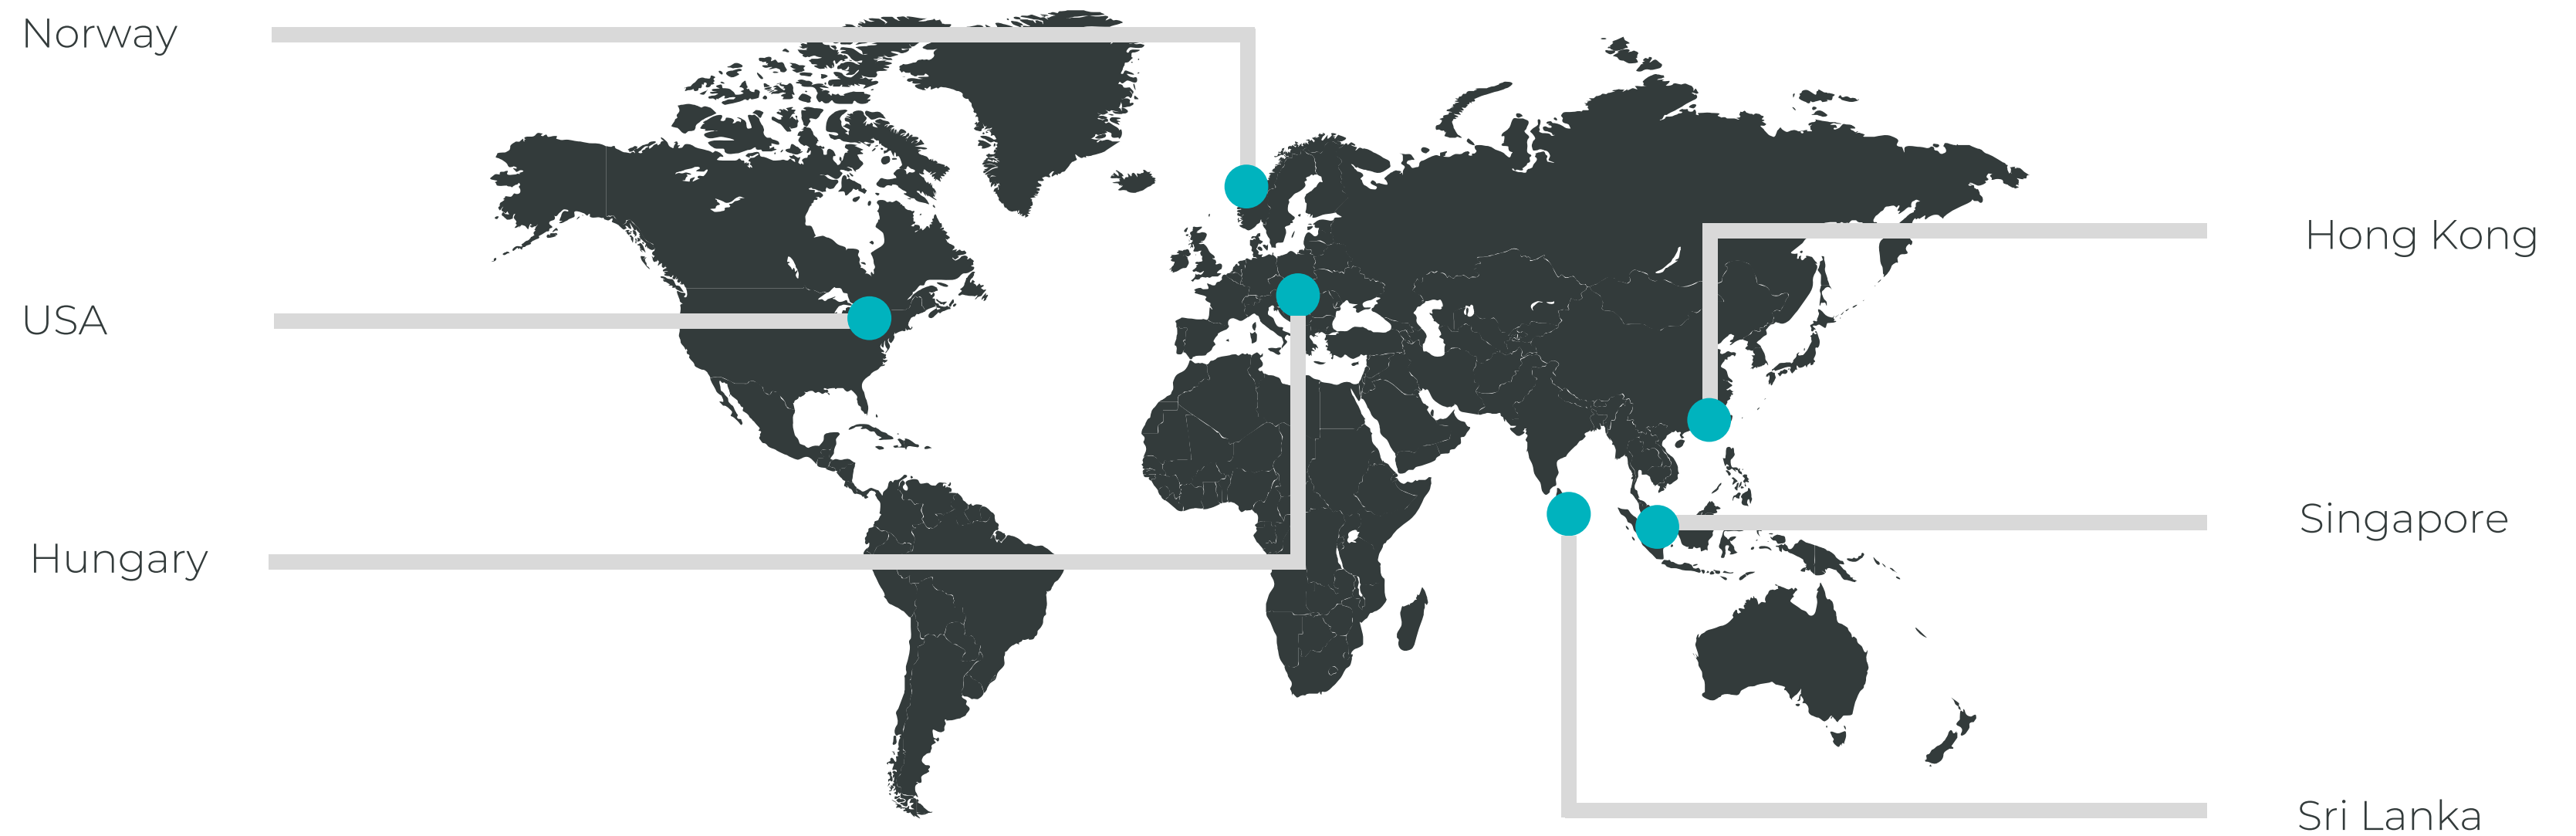 Norway
USA
Hungary
Hong Kong
Singapore
Sri Lanka